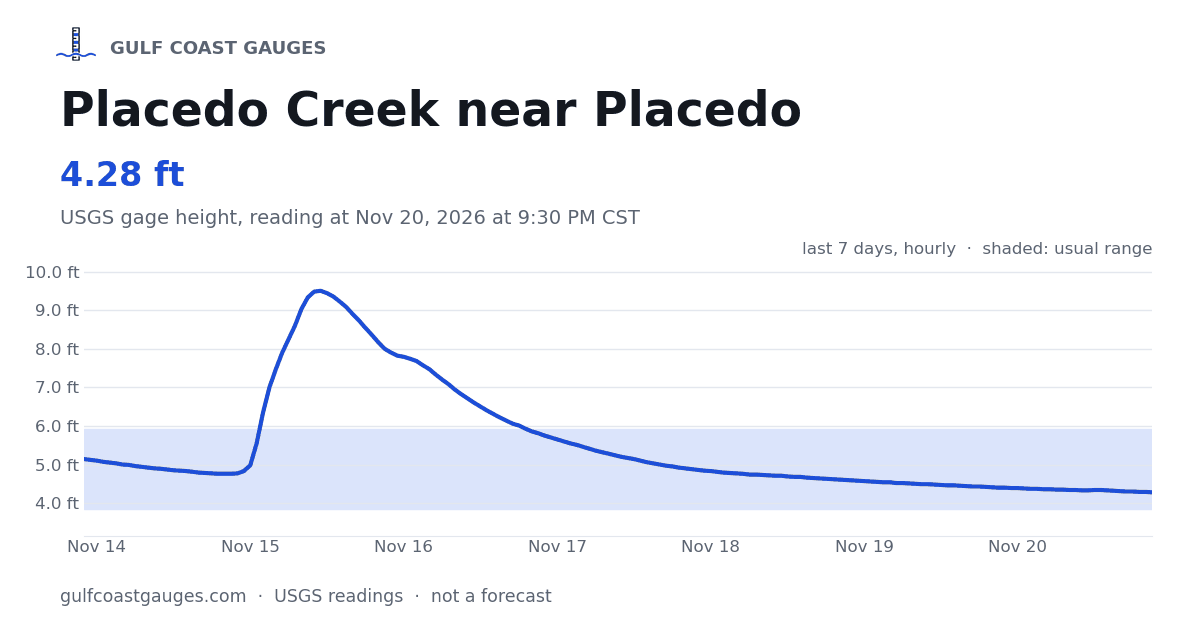 GULF COAST GAUGES
Placedo Creek near Placedo
4.28 ft
USGS gage height, reading at Nov 20, 2026 at 9:30 PM CST
last 7 days, hourly · shaded: usual range
10.0 ft
9.0 ft
8.0 ft
7.0 ft
6.0 ft
5.0 ft
4.0 ft
Nov 14 Nov 15 Nov 16 Nov 17 Nov 18 Nov 19 Nov 20
gulfcoastgauges.com · USGS readings · not a forecast